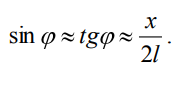 sin φ ≈ tgφ ≈ x/2l .